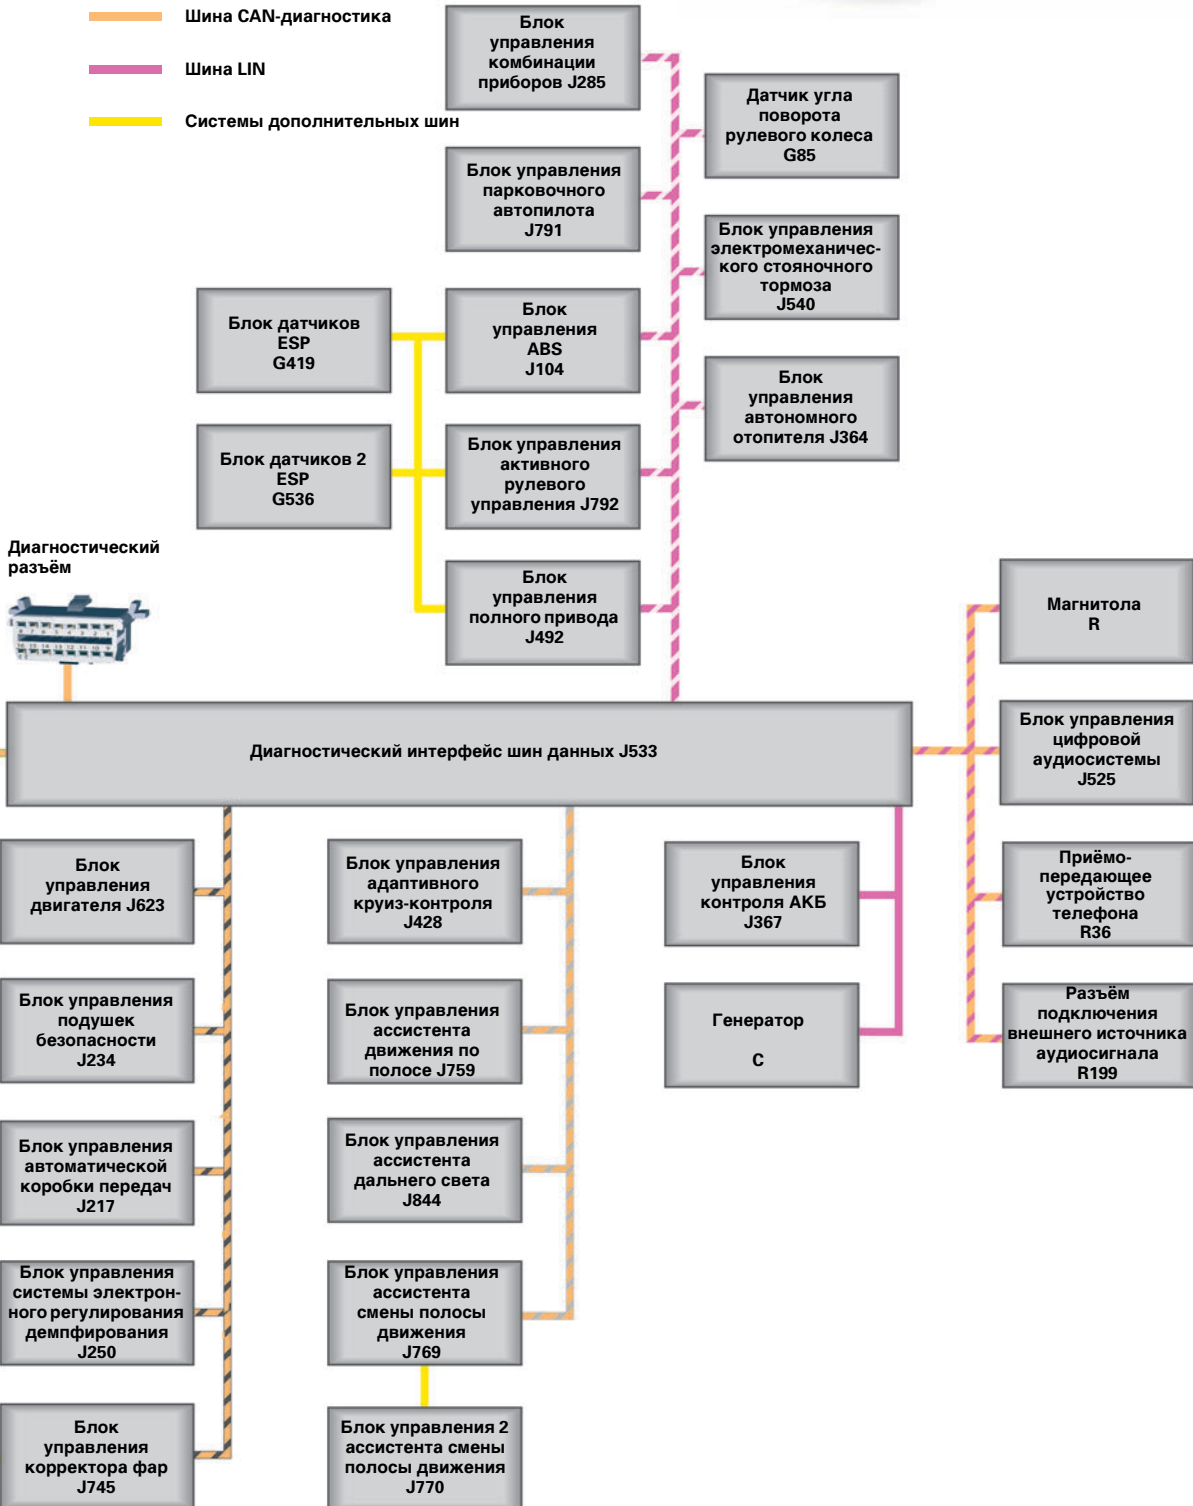 Шина CAN-диагностика
Шина LIN
Системы дополнительных шин
Блок
управления
комбинации
приборов J285
Датчик угла
поворота
рулевого колеса
G85
Блок управления
парковочного
автопилота
J791
Блок управления
электромеханичес-
кого стояночного
тормоза
J540
Блок датчиков
ESP
G419
Блок
управления
ABS
J104
Блок
управления
автономного
отопителя J364
Блок датчиков 2
ESP
G536
Блок управления
активного
рулевого
управления J792
Диагностический
разъём
Блок
управления
полного привода
J492
Магнитола
R
Диагностический интерфейс шин данных J533
Блок управления
цифровой
аудиосистемы
J525
Блок
управления
двигателя J623
Блок управления
адаптивного
круиз-контроля
J428
Блок
управления
контроля АКБ
J367
Приёмо-
передающее
устройство
телефона
R36
Блок управления
подушек
безопасности
J234
Блок управления
ассистента
движения по
полосе J759
Генератор
C
Разъём
подключения
внешнего источника
аудиосигнала
R199
Блок управления
автоматической
коробки передач
J217
Блок управления
ассистента
дальнего света
J844
Блок управления
системы электрон-
ного регулирования
демпфирования
J250
Блок управления
ассистента
смены полосы
движения
J769
Блок
управления
корректора фар
J745
Блок управления 2
ассистента смены
полосы движения
J770